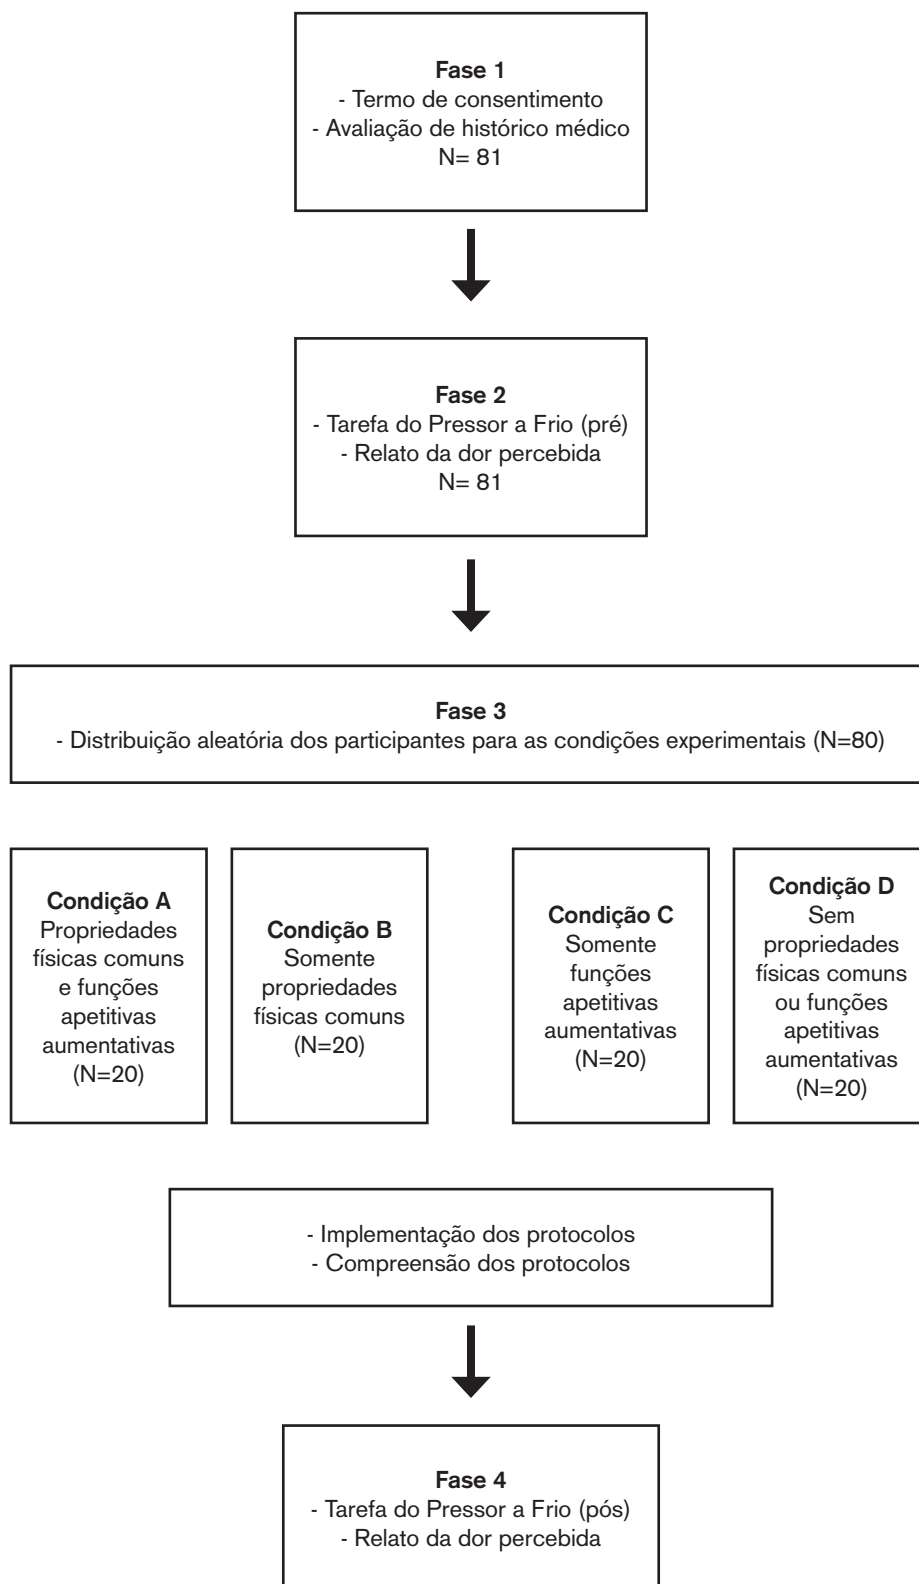 Fase 1
- Termo de consentimento
- Avaliação de histórico médico
N= 81
Fase 2
- Tarefa do Pressor a Frio (pré)
- Relato da dor percebida
N= 81
Fase 3
- Distribuição aleatória dos participantes para as condições experimentais (N=80)
Condição A
Propriedades
físicas comuns
e funções
apetitivas
aumentativas
(N=20)
Condição B
Somente
propriedades
físicas comuns
(N=20)
Condição C
Somente
funções
apetitivas
aumentativas
(N=20)
Condição D
Sem
propriedades
físicas comuns
ou funções
apetitivas
aumentativas
(N=20)
- Implementação dos protocolos
- Compreensão dos protocolos
Fase 4
- Tarefa do Pressor a Frio (pós)
- Relato da dor percebida